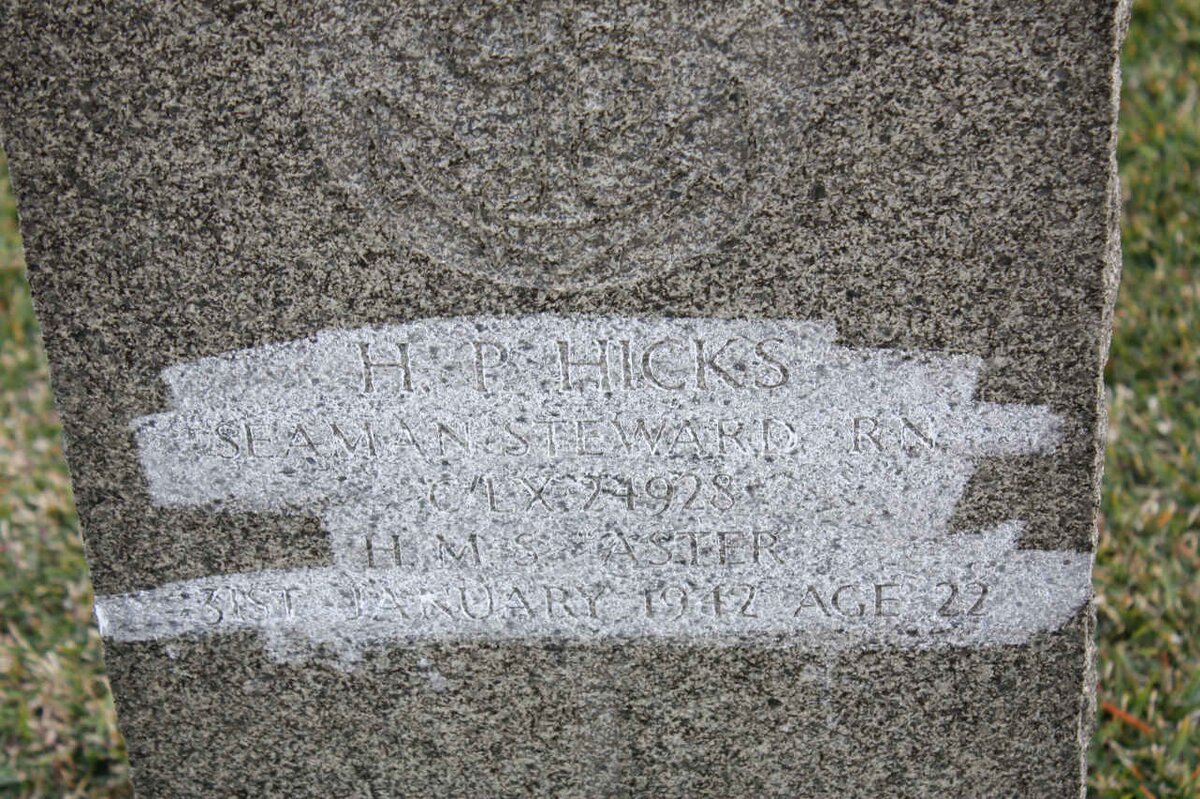 H. P. HICKS
SEAMAN STEWARD R.N.
C/LX.24928
H.M.S. "ASTER"
31ST JANUARY 1942 AGE 22